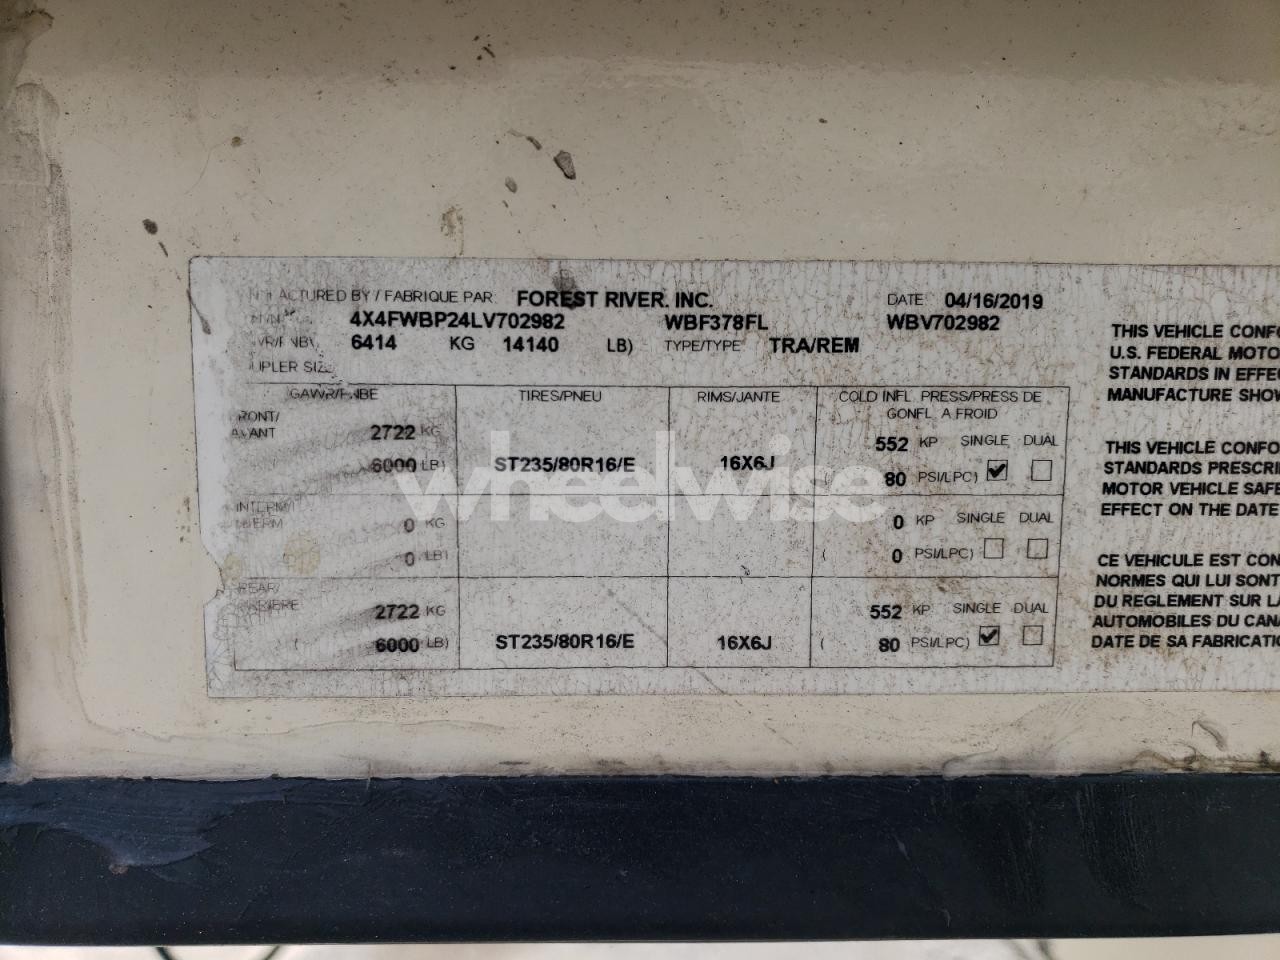 ACTURED BY / FABRIQUE PAR: FOREST RIVER. INC. DATE 04/16/2019
4X4FWBP24LV702982 WBF378FL WBV702982
6414 KG 14140 LB) TYPE/TYPE TRA/REM
UPLER SIZ
GAWR/PNBE TIRES/PNEU RIMS/JANTE COLD INFL. PRESS/PRESS DE
GONFL. A FROID
RONT/
AVANT 2722 KG 552 KP SINGLE DUAL
6000 LB) ST235/80R16/E 16X6J 80 PSI/LPC)
INTERM/
0 KG 0 KP SINGLE DUAL
0 LB) ( 0 PSI/LPC)
REAR/
2722 KG 552 KP SINGLE DUAL
( 6000 LB) ST235/80R16/E 16X6J ( 80 PSI/LPC)
THIS VEHICLE CONFO
U.S. FEDERAL MOTO
STANDARDS IN EFFEC
MANUFACTURE SHOW
THIS VEHICLE CONFO
STANDARDS PRESCRI
MOTOR VEHICLE SAFE
EFFECT ON THE DATE
CE VEHICULE EST CON
NORMES QUI LUI SONT
DU REGLEMENT SUR LA
AUTOMOBILES DU CANA
DATE DE SA FABRICATIO
wheelwise